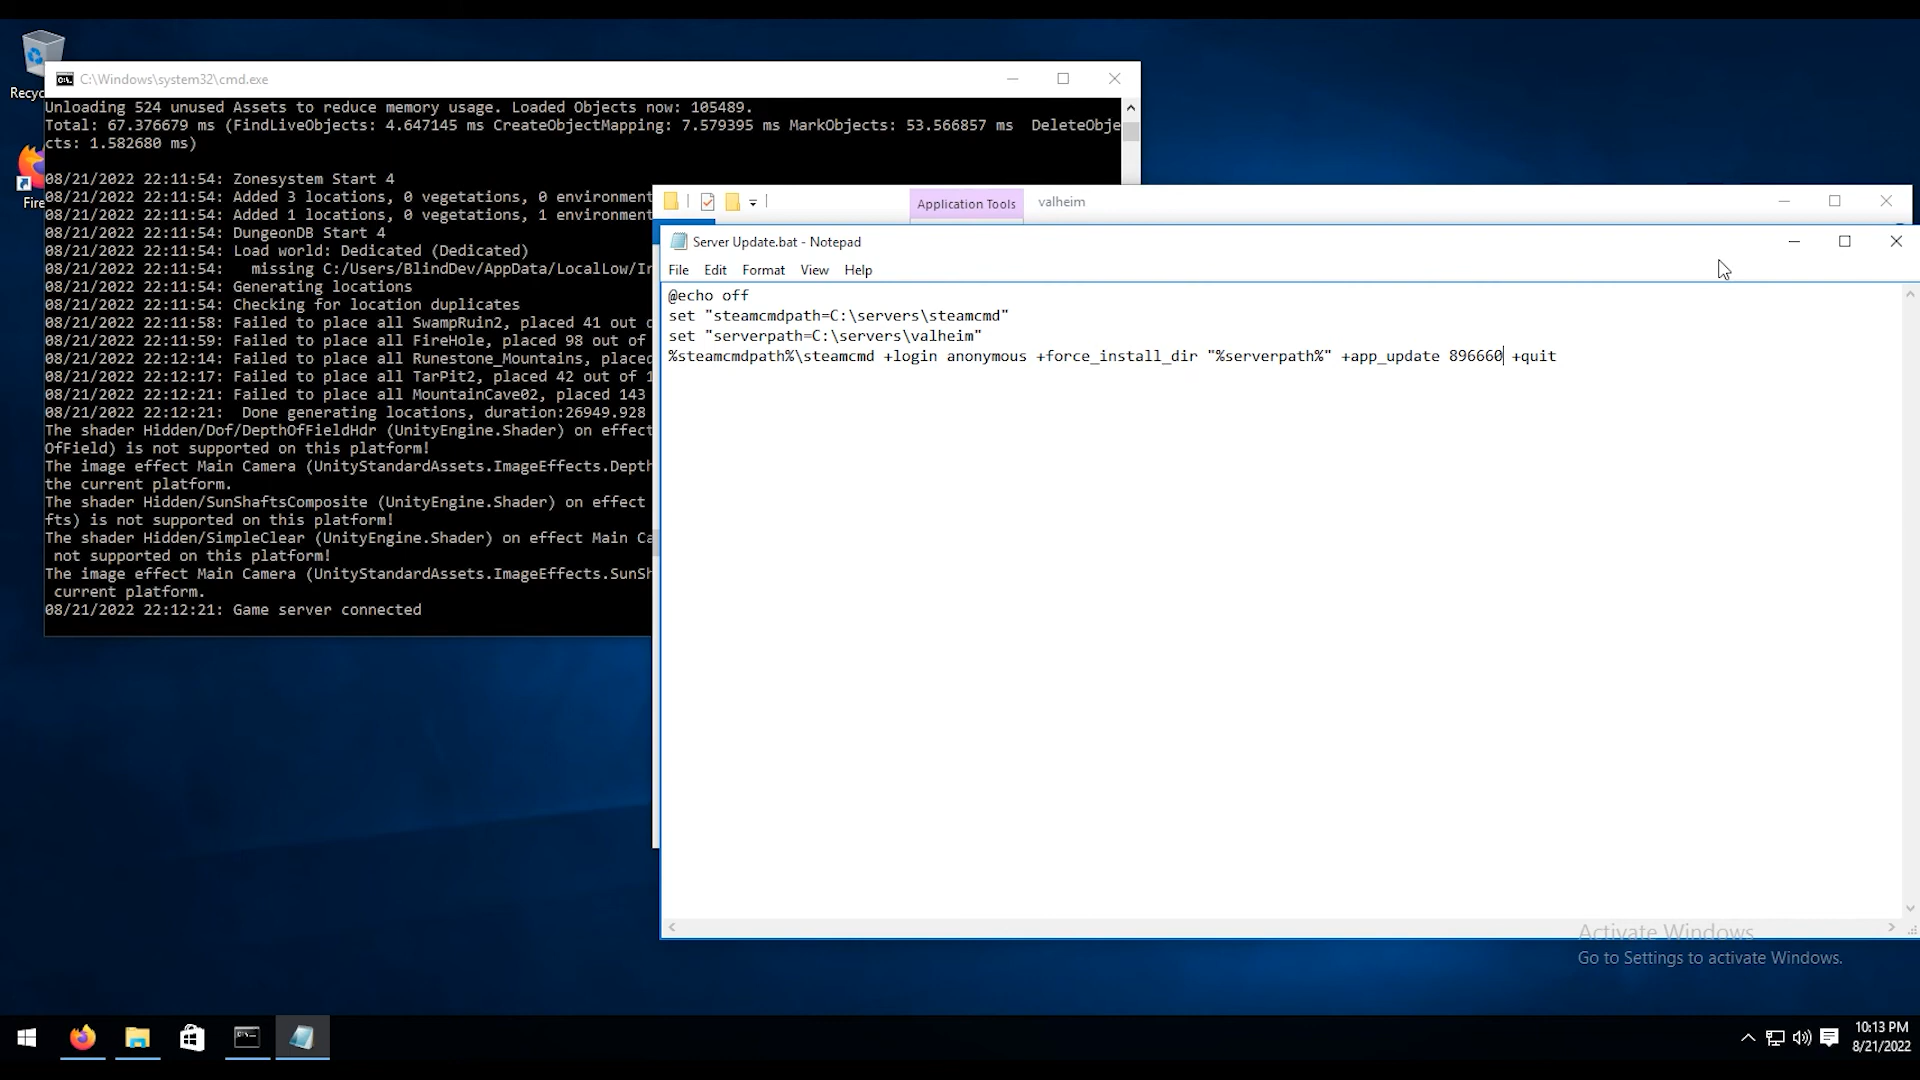 Recyc
Fire
C:\Windows\system32\cmd.exe
Unloading 524 unused Assets to reduce memory usage. Loaded Objects now: 105489.
Total: 67.376679 ms (FindLiveObjects: 4.647145 ms CreateObjectMapping: 7.579395 ms MarkObjects: 53.566857 ms  DeleteObje
cts: 1.582680 ms)
08/21/2022 22:11:54: Zonesystem Start 4
08/21/2022 22:11:54: Added 3 locations, 0 vegetations, 0 environment
08/21/2022 22:11:54: Added 1 locations, 0 vegetations, 1 environment
08/21/2022 22:11:54: DungeonDB Start 4
08/21/2022 22:11:54: Load world: Dedicated (Dedicated)
08/21/2022 22:11:54:   missing C:/Users/BlindDev/AppData/LocalLow/Ir
08/21/2022 22:11:54: Generating locations
08/21/2022 22:11:54: Checking for location duplicates
08/21/2022 22:11:58: Failed to place all SwampRuin2, placed 41 out o
08/21/2022 22:11:59: Failed to place all FireHole, placed 98 out of
08/21/2022 22:12:14: Failed to place all Runestone_Mountains, placed
08/21/2022 22:12:17: Failed to place all TarPit2, placed 42 out of 1
08/21/2022 22:12:21: Failed to place all MountainCave02, placed 143
08/21/2022 22:12:21:  Done generating locations, duration:26949.928
The shader Hidden/Dof/DepthOfFieldHdr (UnityEngine.Shader) on effect
OfField) is not supported on this platform!
The image effect Main Camera (UnityStandardAssets.ImageEffects.Depth
the current platform.
The shader Hidden/SunShaftsComposite (UnityEngine.Shader) on effect
fts) is not supported on this platform!
The shader Hidden/SimpleClear (UnityEngine.Shader) on effect Main Ca
 not supported on this platform!
The image effect Main Camera (UnityStandardAssets.ImageEffects.SunSh
 current platform.
08/21/2022 22:12:21: Game server connected
Application Tools
valheim
Server Update.bat - Notepad
File Edit Format View Help
@echo off
set "steamcmdpath=C:\servers\steamcmd"
set "serverpath=C:\servers\valheim"
%steamcmdpath%\steamcmd +login anonymous +force_install_dir "%serverpath%" +app_update 896660 +quit
Activate Windows
Go to Settings to activate Windows.
10:13 PM
8/21/2022